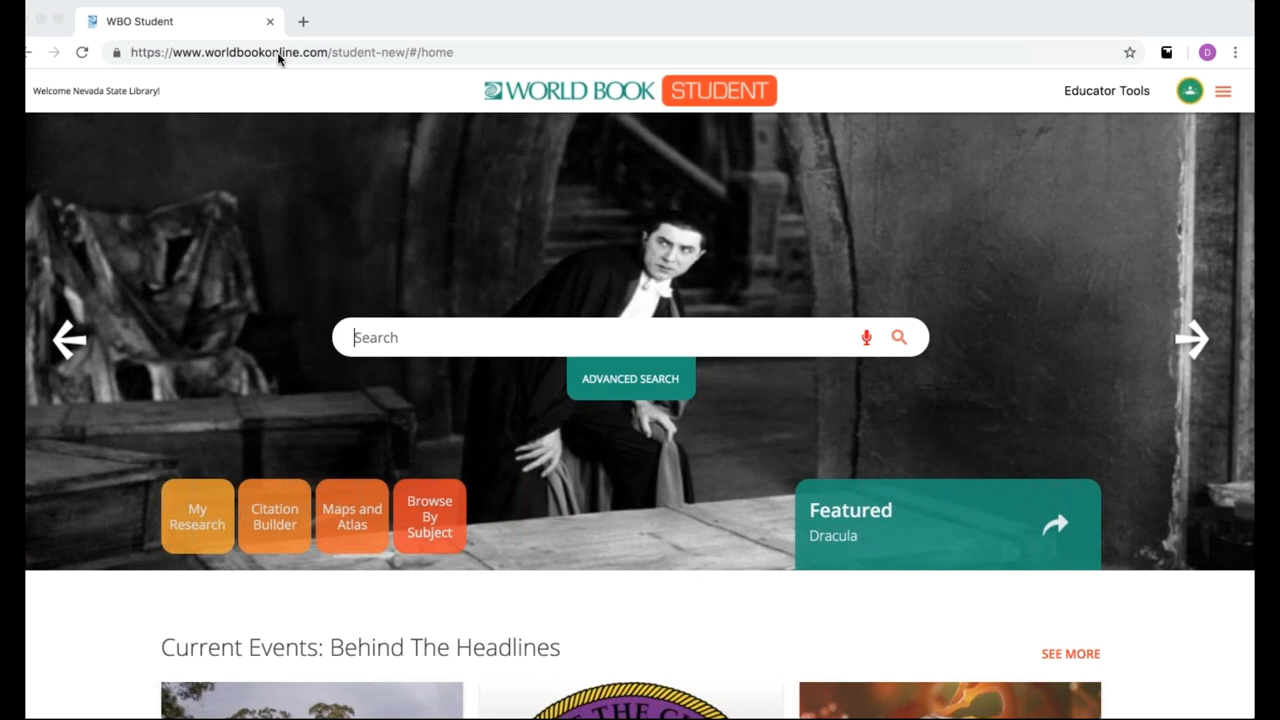 WBO Student
https://www.worldbookonline.com/student-new/#/home
D
Welcome Nevada State Library!
WORLD BOOK STUDENT
Educator Tools
Search
ADVANCED SEARCH
My
Research
Citation
Builder
Maps and
Atlas
Browse
By
Subject
Featured
Dracula
Current Events: Behind The Headlines
SEE MORE
THE